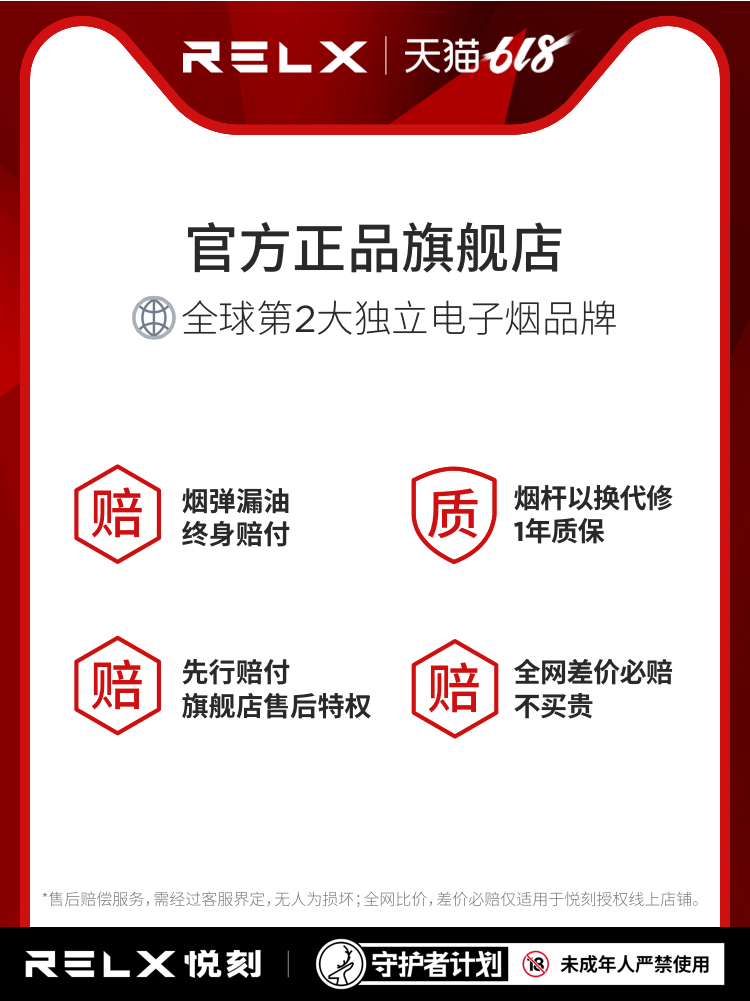 RELX | 天猫618
官方正品旗舰店
全球第2大独立电子烟品牌
赔
烟弹漏油
终身赔付
质
烟杆以换代修
1年质保
赔
先行赔付
旗舰店售后特权
赔
全网差价必赔
不买贵
*售后赔偿服务，需经过客服界定，无人为损坏；全网比价，差价必赔仅适用于悦刻授权线上店铺。
RELX悦刻 | 守护者计划 18 未成年人严禁使用